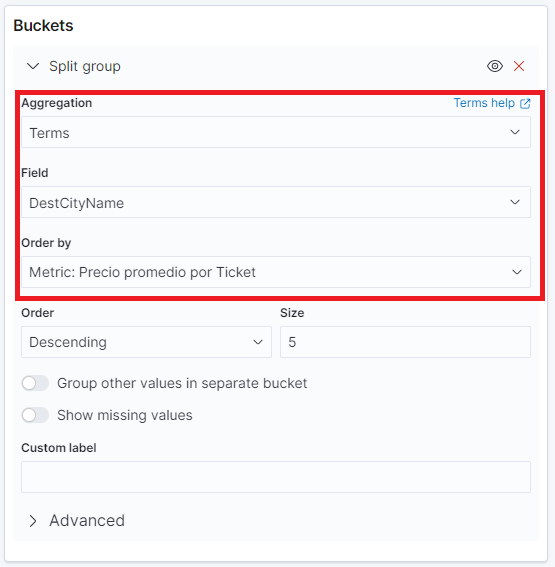 Buckets
Split group
Aggregation Terms help
Terms
Field
DestCityName
Order by
Metric: Precio promedio por Ticket
Order Size
Descending 5
Group other values in separate bucket
Show missing values
Custom label
Advanced